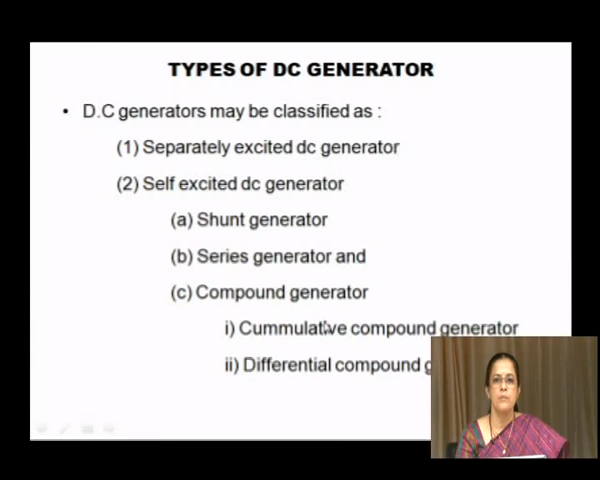 TYPES OF DC GENERATOR
• D.C generators may be classified as :
(1) Separately excited dc generator
(2) Self excited dc generator
(a) Shunt generator
(b) Series generator and
(c) Compound generator
i) Cummulative compound generator
ii) Differential compound